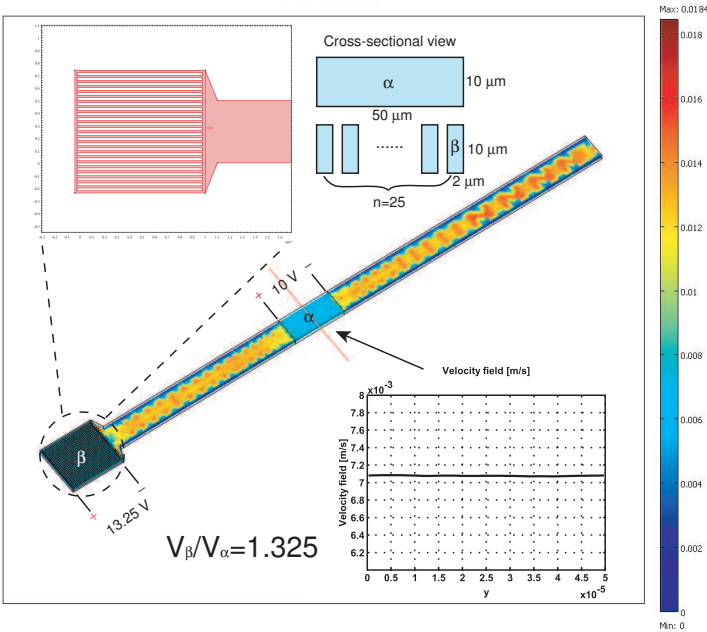 Max: 0.0184
0.018
0.016
0.014
0.012
0.01
0.008
0.006
0.004
0.002
0
Min: 0
Cross-sectional view
α
10 μm
50 μm
......
β
10 μm
2 μm
n=25
+ 10 V −
α
β
+ 13.25 V −
Vβ/Vα=1.325
Velocity field [m/s]
x10-3
8
7.8
7.6
7.4
7.2
7
6.8
6.6
6.4
6.2
Velocity field [m/s]
0 0.5 1 1.5 2 2.5 3 3.5 4 4.5 5
y
x10-5